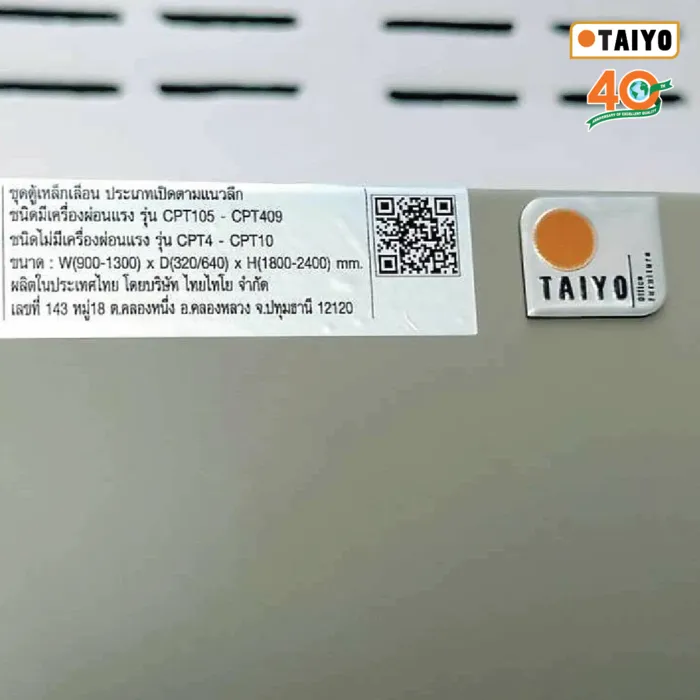 TAIYO
40TH
ANNIVERSARY OF EXCELLENT QUALITY
ชุดตู้เหล็กเลื่อน ประเภทเปิดตามแนวลึก
ชนิดมีเครื่องผ่อนแรง รุ่น CPT105 - CPT409
ชนิดไม่มีเครื่องผ่อนแรง รุ่น CPT4 - CPT10
ขนาด : W(900-1300) x D(320/640) x H(1800-2400) mm.
ผลิตในประเทศไทย โดยบริษัท ไทยไทโย จำกัด
เลขที่ 143 หมู่18 ต.คลองหนึ่ง อ.คลองหลวง จ.ปทุมธานี 12120
TAIYO
Office
Furniture